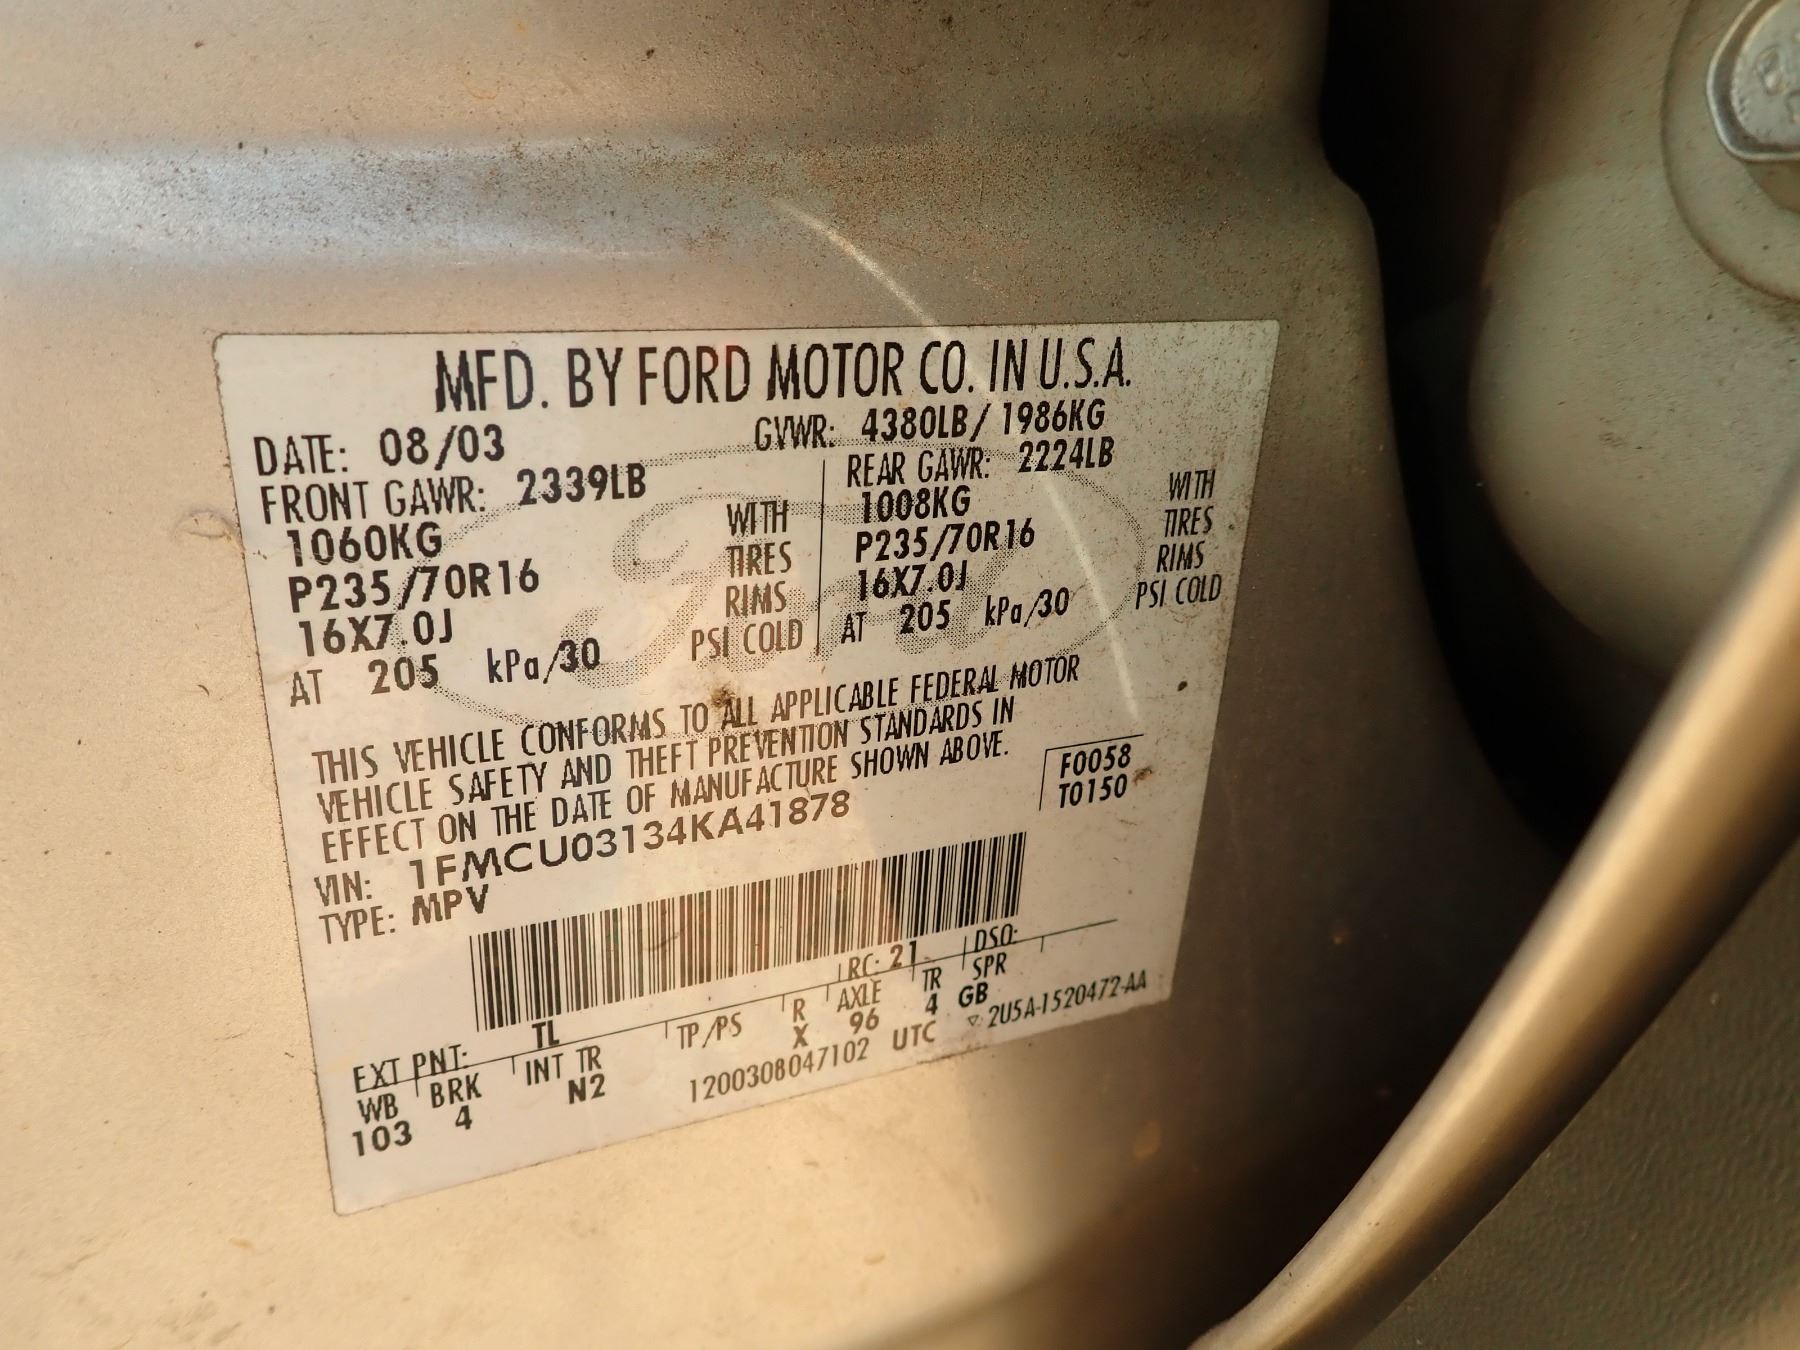 MFD. BY FORD MOTOR CO. IN U.S.A.
DATE: 08/03 GVWR: 4380LB/ 1986KG
FRONT GAWR: 2339LB REAR GAWR: 2224LB
1060KG WITH 1008KG WITH
P235/70R16 TIRES P235/70R16 TIRES
16X7.0J RIMS 16X7.0J RIMS
AT 205 kPa/30 PSI COLD AT 205 kPa/30 PSI COLD
Ford
THIS VEHICLE CONFORMS TO ALL APPLICABLE FEDERAL MOTOR
VEHICLE SAFETY AND THEFT PREVENTION STANDARDS IN
EFFECT ON THE DATE OF MANUFACTURE SHOWN ABOVE.
F0058
T0150
VIN: 1FMCU03134KA41878
TYPE: MPV
EXT PNT: TL RC: 21 DSO:
WB BRK INT TR TP/PS R AXLE TR SPR
103 4 N2 X 96 4 GB
1200308047102 UTC ▽ 2U5A-1520472-AA